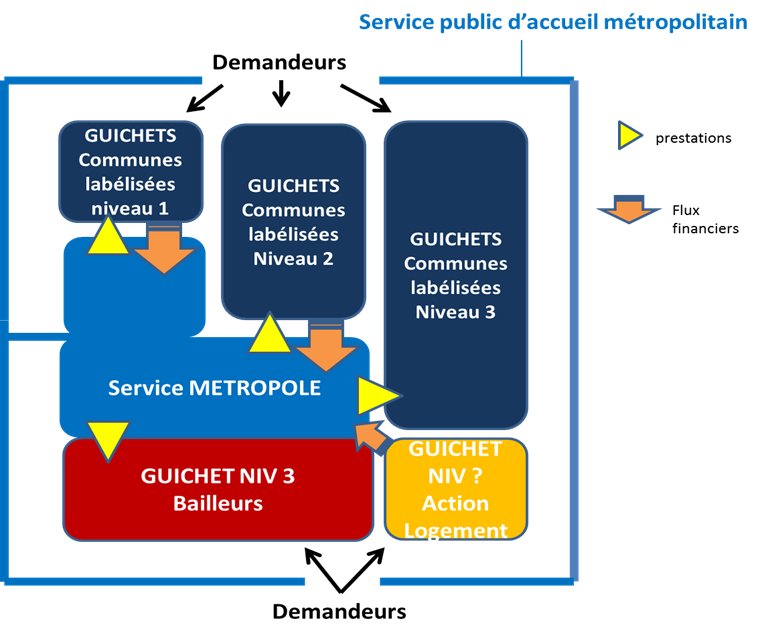 Service public d’accueil métropolitain
Demandeurs
prestations
Flux
financiers
GUICHETS
Communes
labélisées
niveau 1
GUICHETS
Communes
labélisées
Niveau 2
GUICHETS
Communes
labélisées
Niveau 3
Service METROPOLE
GUICHET NIV 3
Bailleurs
GUICHET
NIV ?
Action
Logement
Demandeurs